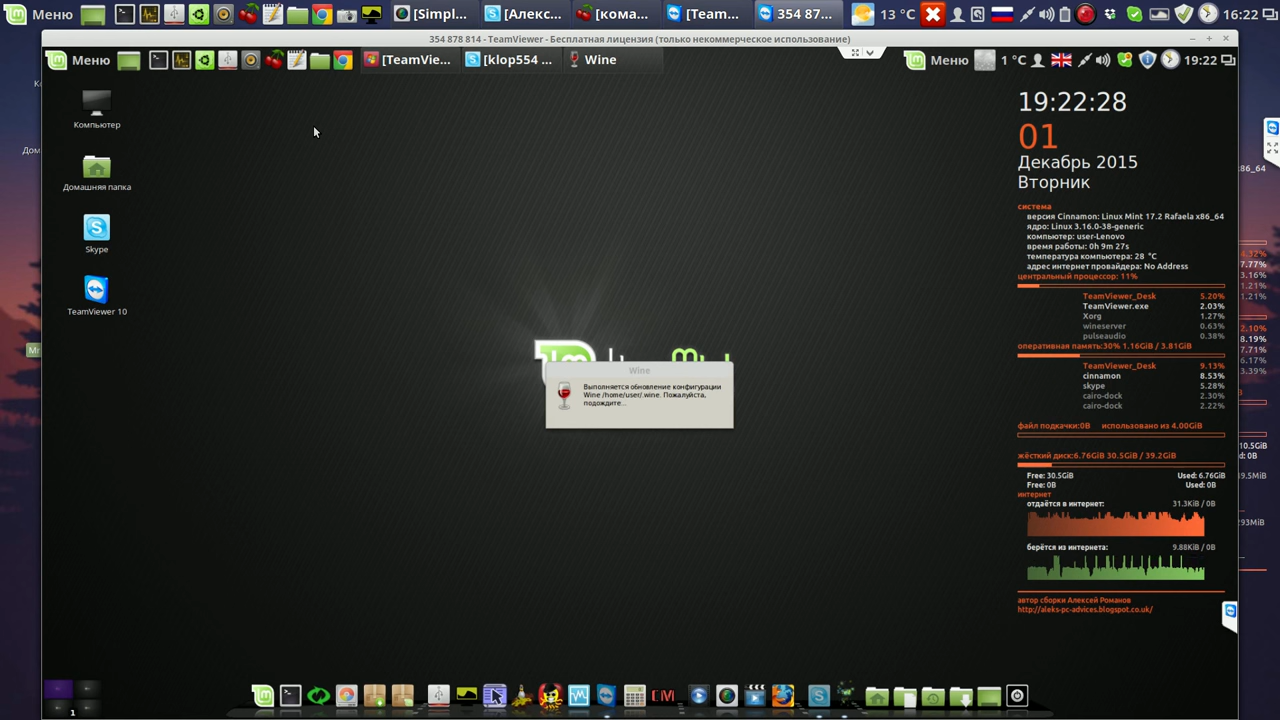 Меню
[Simpl...
[Алекс...
[кома...
[Team...
354 87...
13 °C
16:22
354 878 814 - TeamViewer - Бесплатная лицензия (только некоммерческое использование)
Меню
[TeamVie...
[klop554 ...
Wine
Меню
1 °C
19:22
Компьютер
Домашняя папка
Skype
TeamViewer 10
19:22:28
01
Декабрь 2015
Вторник
система
версия Cinnamon: Linux Mint 17.2 Rafaela x86_64
ядро: Linux 3.16.0-38-generic
компьютер: user-Lenovo
время работы: 0h 9m 27s
температура компьютера: 28 °C
адрес интернет провайдера: No Address
центральный процессор: 11%
TeamViewer_Desk 5.20%
TeamViewer.exe 2.03%
Xorg 1.27%
wineserver 0.63%
pulseaudio 0.38%
оперативная память:30% 1.16GiB / 3.81GiB
TeamViewer_Desk 9.13%
cinnamon 8.53%
skype 5.28%
cairo-dock 2.30%
cairo-dock 2.22%
файл подкачки:0B использовано из 4.00GiB
жёсткий диск:6.76GiB 30.5GiB / 39.2GiB
Free: 30.5GiB Used: 6.76GiB
Free: 0B Used: 0B
интернет
отдаётся в интернет: 31.3KiB / 0B
берётся из интернета: 9.88KiB / 0B
автор сборки Алексей Романов
http://aleks-pc-advices.blogspot.co.uk/
Wine
Выполняется обновление конфигурации
Wine /home/user/.wine. Пожалуйста,
подождите...
1